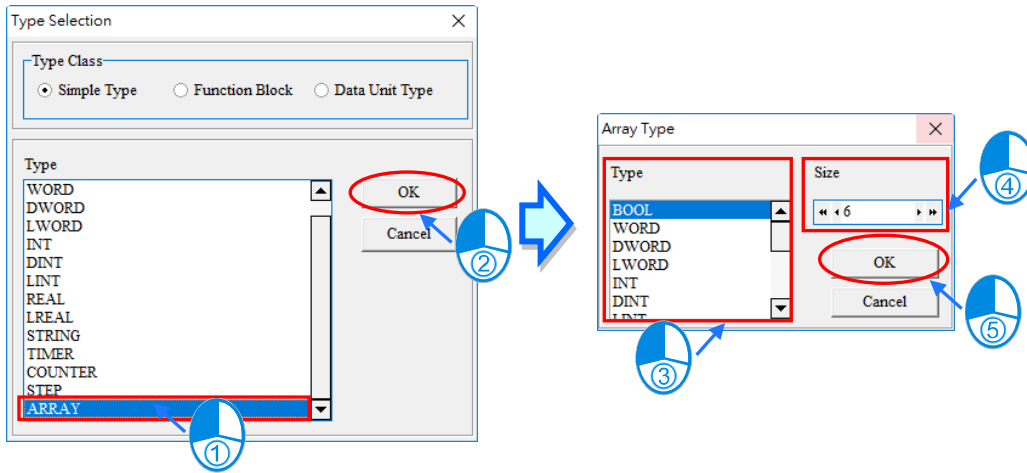 Type Selection
Type Class
Simple Type
Function Block
Data Unit Type
Type
WORD
DWORD
LWORD
INT
DINT
LINT
REAL
LREAL
STRING
TIMER
COUNTER
STEP
ARRAY
OK
Cancel
①
②
Array Type
Type
BOOL
WORD
DWORD
LWORD
INT
DINT
LINT
Size
6
OK
Cancel
③
④
⑤